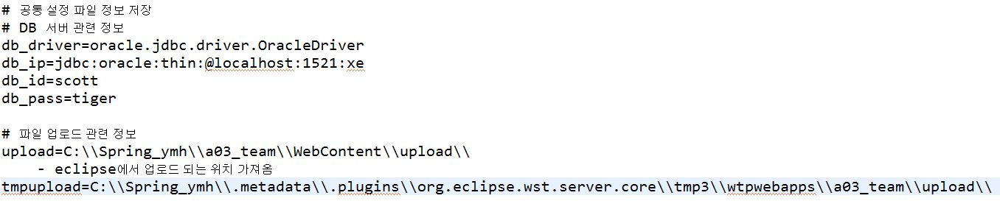 # 공통 설정 파일 정보 저장
# DB 서버 관련 정보
db_driver=oracle.jdbc.driver.OracleDriver
db_ip=jdbc:oracle:thin:@localhost:1521:xe
db_id=scott
db_pass=tiger
# 파일 업로드 관련 정보
upload=C:\\Spring_ymh\\a03_team\\WebContent\\upload\\
- eclipse에서 업로드 되는 위치 가져옴
tmpupload=C:\\Spring_ymh\\.metadata\\.plugins\\org.eclipse.wst.server.core\\tmp3\\wtpwebapps\\a03_team\\upload\\